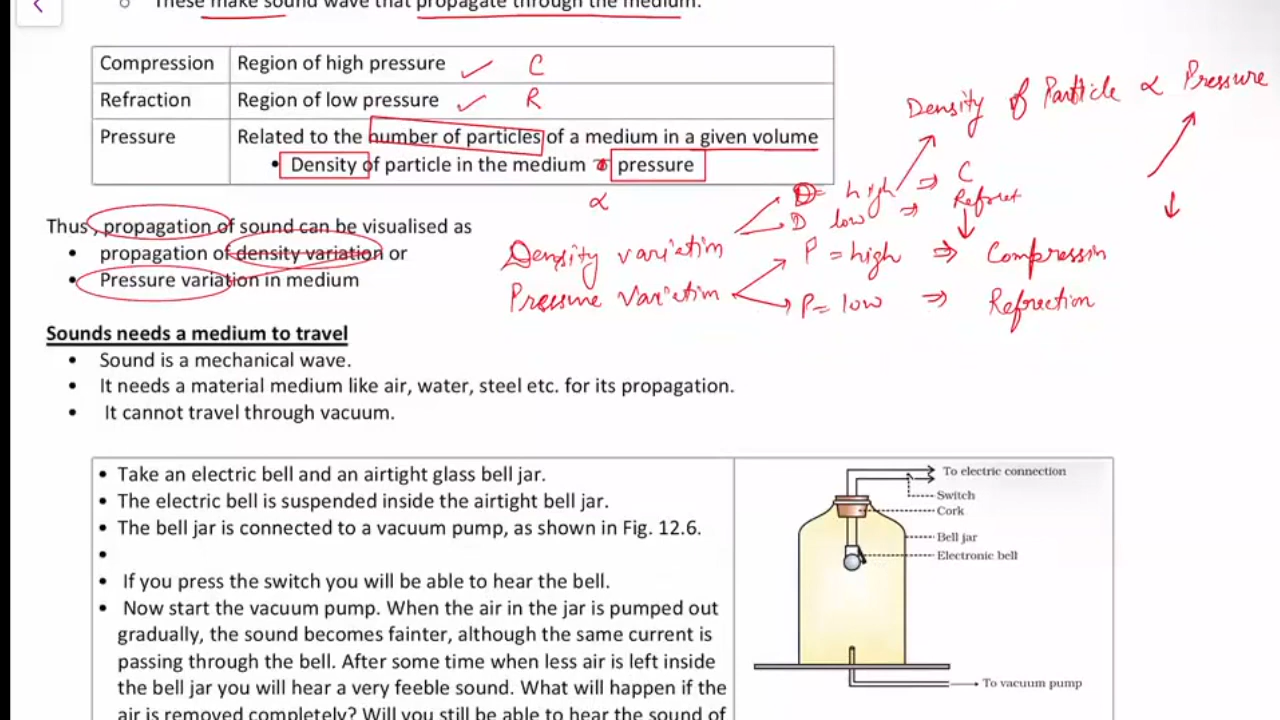 These make sound wave that propagate through the medium.
Compression Region of high pressure C
Refraction Region of low pressure R
Pressure Related to the number of particles of a medium in a given volume
• Density of particle in the medium pressure
α
Density of Particle α Pressure
Thus , propagation of sound can be visualised as
• propagation of density variation or
• Pressure variation in medium
D = high ⇒ C
D low ⇒ Refract
Density variation
P = high ⇒ Compression
Pressure Variation
P = low ⇒ Refraction
Sounds needs a medium to travel
• Sound is a mechanical wave.
• It needs a material medium like air, water, steel etc. for its propagation.
• It cannot travel through vacuum.
• Take an electric bell and an airtight glass bell jar.
• The electric bell is suspended inside the airtight bell jar.
• The bell jar is connected to a vacuum pump, as shown in Fig. 12.6.
•
• If you press the switch you will be able to hear the bell.
• Now start the vacuum pump. When the air in the jar is pumped out
gradually, the sound becomes fainter, although the same current is
passing through the bell. After some time when less air is left inside
the bell jar you will hear a very feeble sound. What will happen if the
air is removed completely? Will you still be able to hear the sound of
To electric connection
Switch
Cork
Bell jar
Electronic bell
To vacuum pump